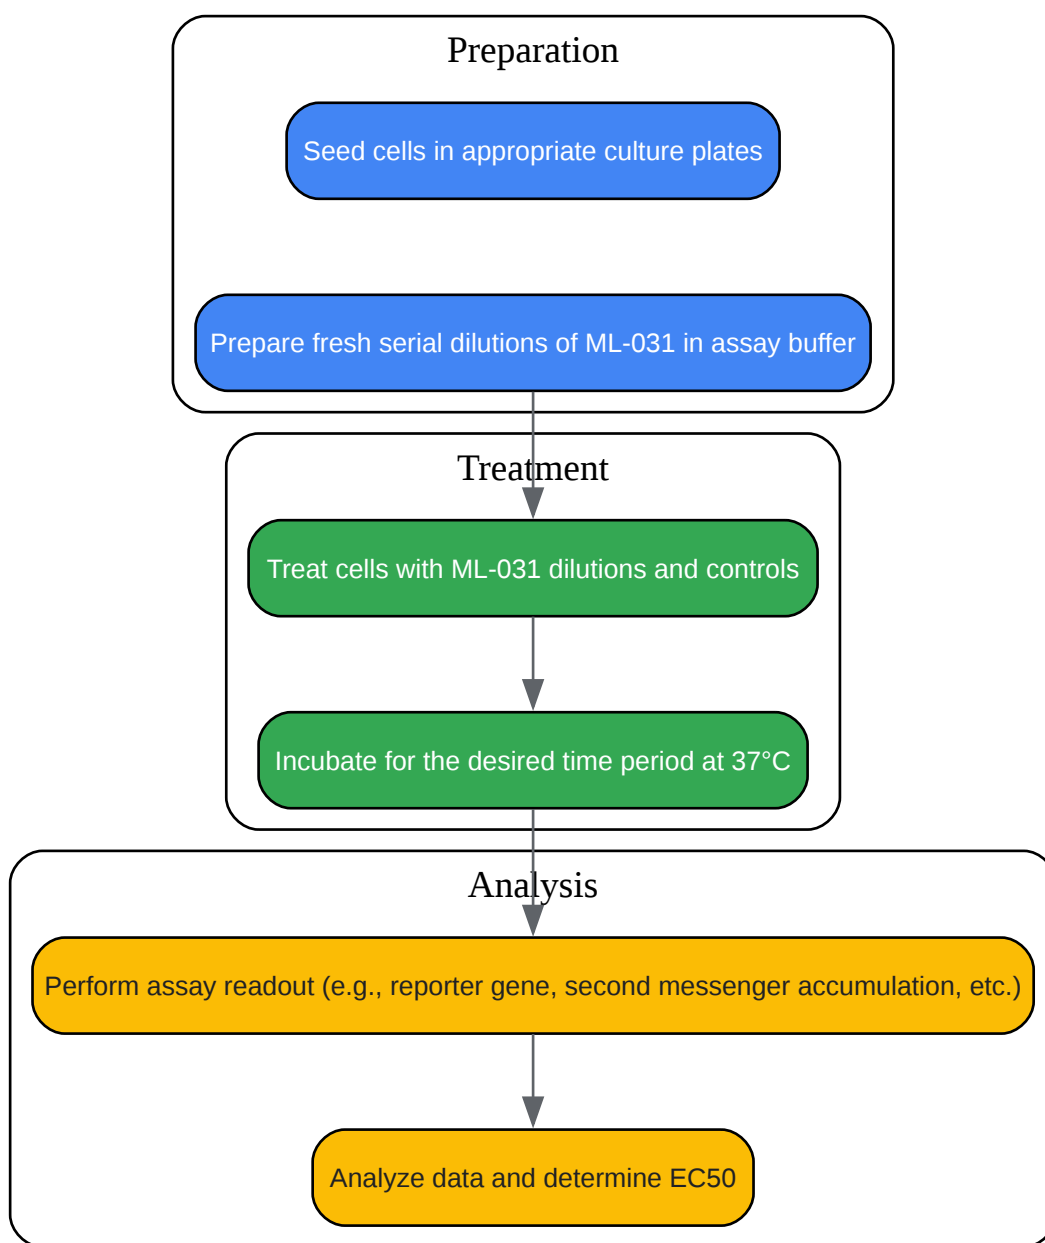 Preparation
Seed cells in appropriate culture plates
Prepare fresh serial dilutions of ML-031 in assay buffer
Treatment
Treat cells with ML-031 dilutions and controls
Incubate for the desired time period at 37°C
Analysis
Perform assay readout (e.g., reporter gene, second messenger accumulation, etc.)
Analyze data and determine EC50